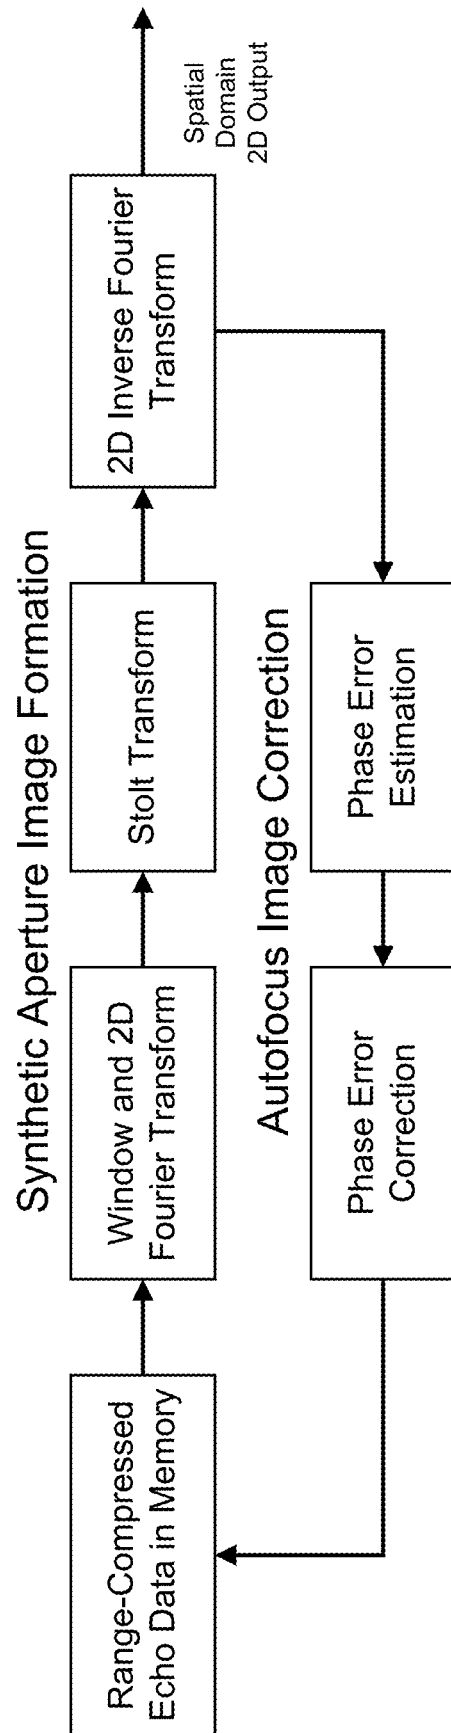 Synthetic Aperture Image Formation
Range-Compressed
Echo Data in Memory
Window and 2D
Fourier Transform
Stolt Transform
2D Inverse Fourier
Transform
Spatial
Domain
2D Output
Autofocus Image Correction
Phase Error
Correction
Phase Error
Estimation